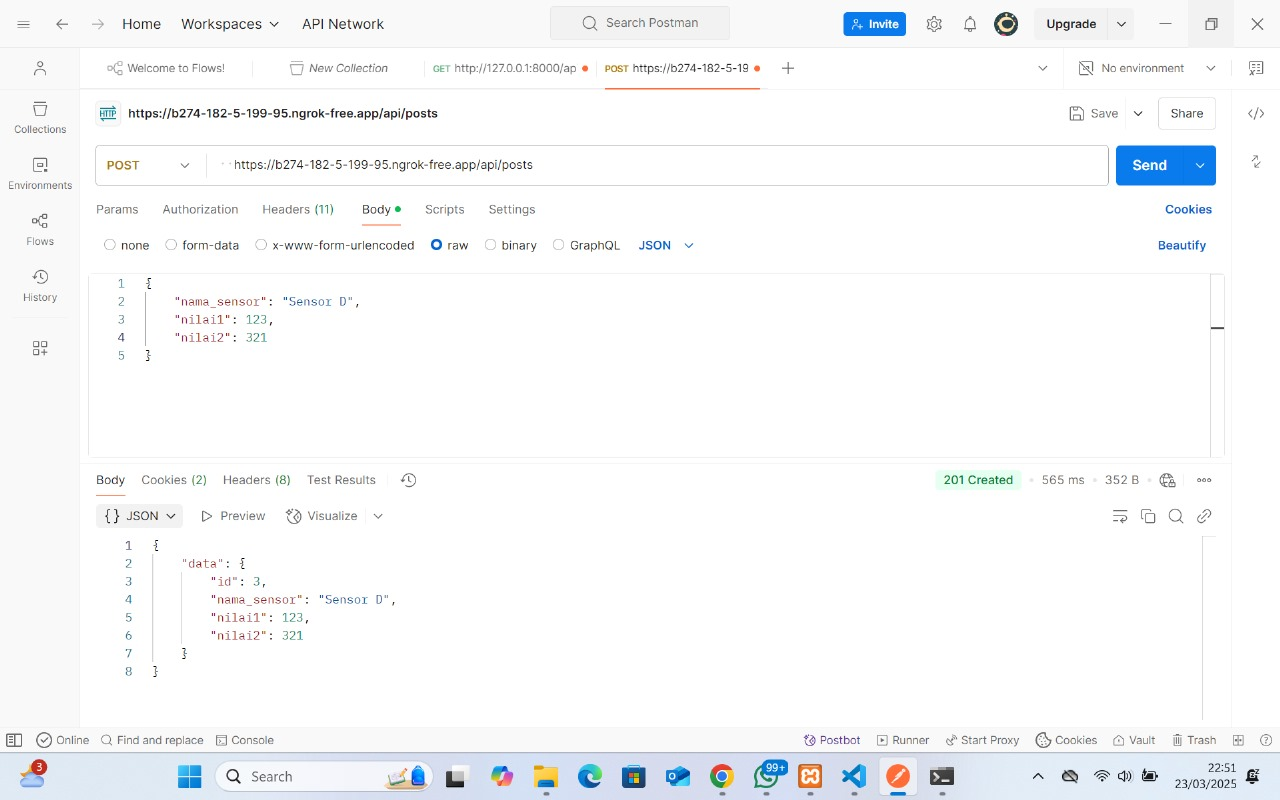 Home Workspaces API Network Search Postman Invite Upgrade
Welcome to Flows! New Collection GET http://127.0.0.1:8000/ap POST https://b274-182-5-19 No environment
HTTP https://b274-182-5-199-95.ngrok-free.app/api/posts Save Share
POST https://b274-182-5-199-95.ngrok-free.app/api/posts Send
Params Authorization Headers (11) Body Scripts Settings Cookies
none form-data x-www-form-urlencoded raw binary GraphQL JSON Beautify
Collections
Environments
Flows
History
1 {
2 "nama_sensor": "Sensor D",
3 "nilai1": 123,
4 "nilai2": 321
5 }
Body Cookies (2) Headers (8) Test Results 201 Created 565 ms 352 B
{} JSON Preview Visualize
1 {
2 "data": {
3 "id": 3,
4 "nama_sensor": "Sensor D",
5 "nilai1": 123,
6 "nilai2": 321
7 }
8 }
Online Find and replace Console Postbot Runner Start Proxy Cookies Vault Trash
3 Search 99+ 22:51
23/03/2025